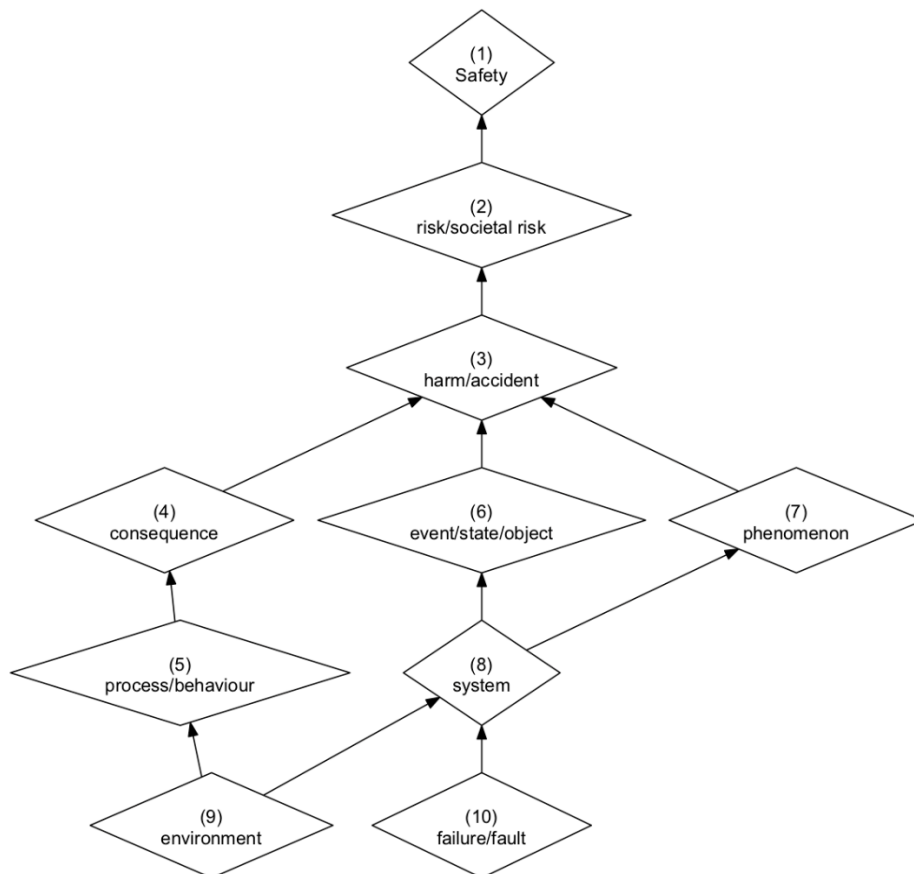 (1)
Safety
(2)
risk/societal risk
(3)
harm/accident
(4)
consequence
(6)
event/state/object
(7)
phenomenon
(5)
process/behaviour
(8)
system
(9)
environment
(10)
failure/fault